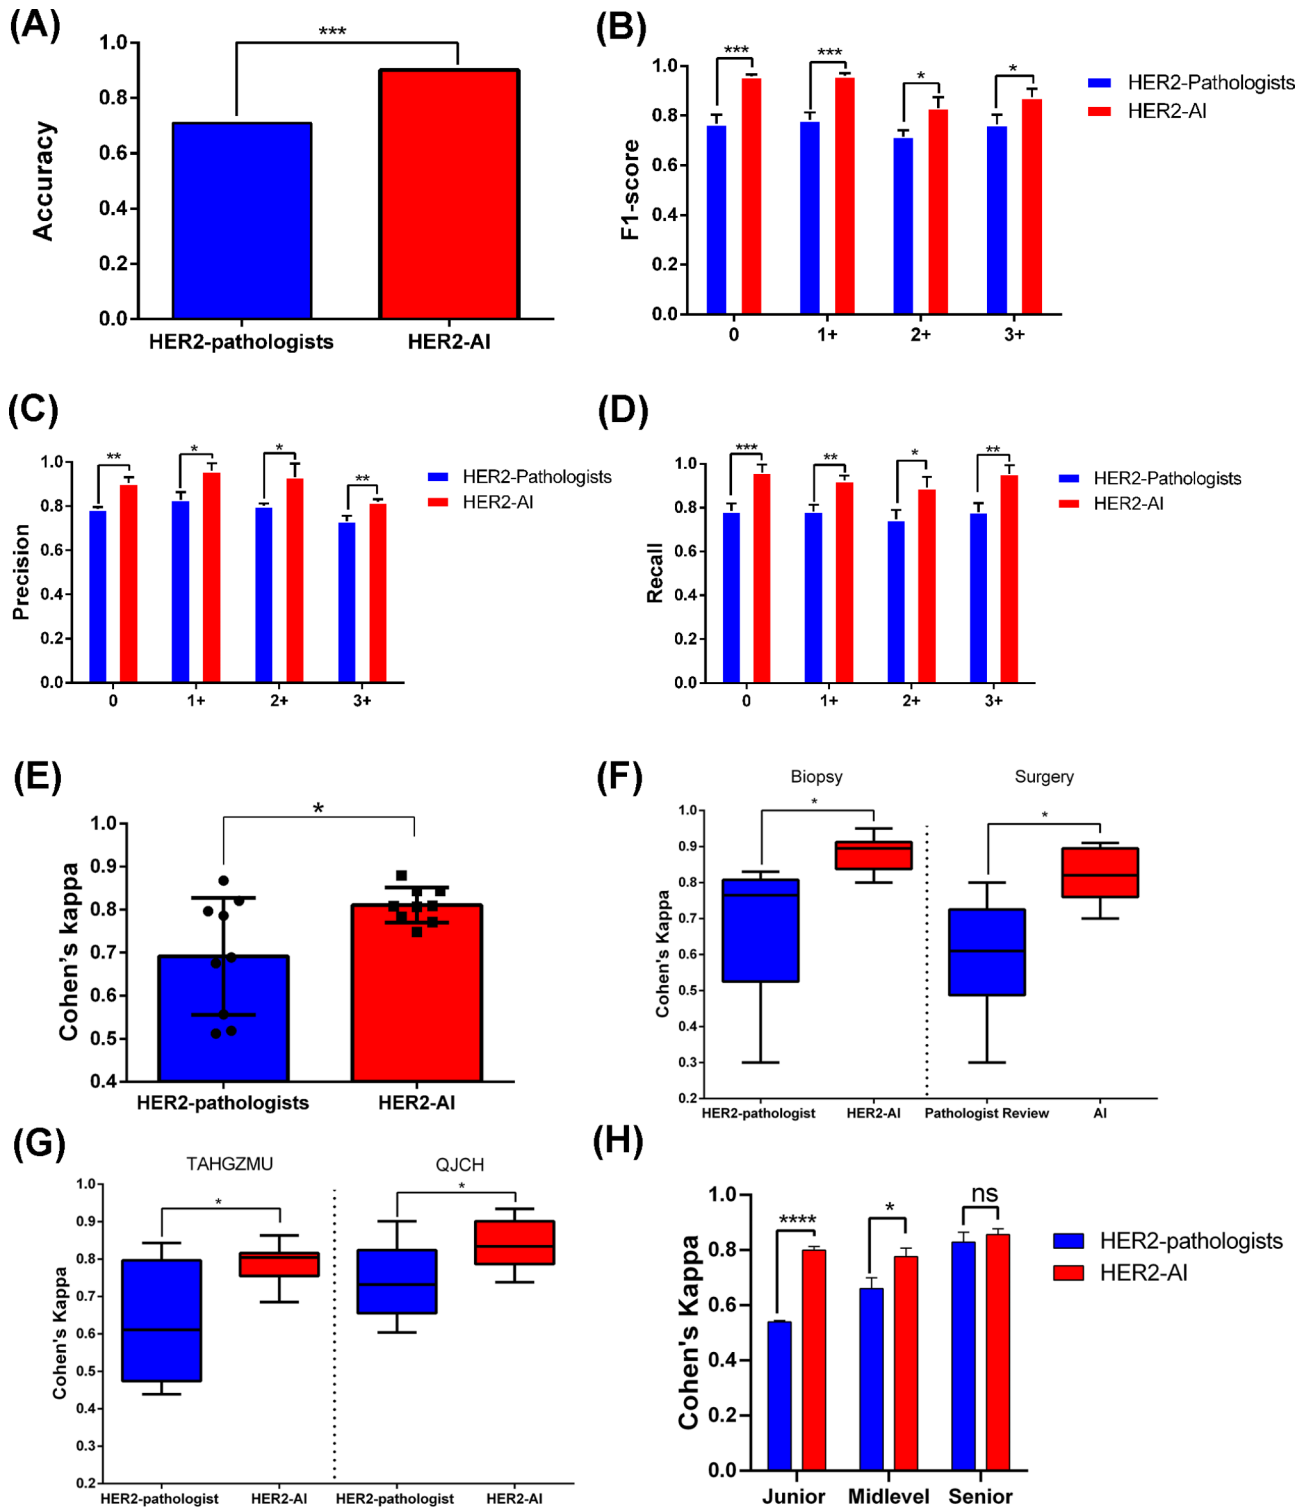 (A)
Accuracy
1.0
0.8
0.6
0.4
0.2
0.0
***
HER2-pathologists
HER2-AI
(B)
F1-score
1.0
0.8
0.6
0.4
0.2
0.0
***
***
*
*
0
1+
2+
3+
HER2-Pathologists
HER2-AI
(C)
Precision
1.0
0.8
0.6
0.4
0.2
0.0
**
*
*
**
0
1+
2+
3+
HER2-Pathologists
HER2-AI
(D)
Recall
1.0
0.8
0.6
0.4
0.2
0.0
***
**
*
**
0
1+
2+
3+
HER2-Pathologists
HER2-AI
(E)
Cohen's kappa
1.0
0.9
0.8
0.7
0.6
0.5
0.4
*
HER2-pathologists
HER2-AI
(F)
Biopsy
Surgery
Cohen's Kappa
1.0
0.9
0.8
0.7
0.6
0.5
0.4
0.3
0.2
*
*
HER2-pathologist
HER2-AI
Pathologist Review
AI
(G)
TAHGZMU
QJCH
Cohen's Kappa
1.0
0.9
0.8
0.7
0.6
0.5
0.4
0.3
0.2
*
*
HER2-pathologist
HER2-AI
HER2-pathologist
HER2-AI
(H)
Cohen's Kappa
1.0
0.8
0.6
0.4
0.2
0.0
****
*
ns
Junior
Midlevel
Senior
HER2-pathologists
HER2-AI